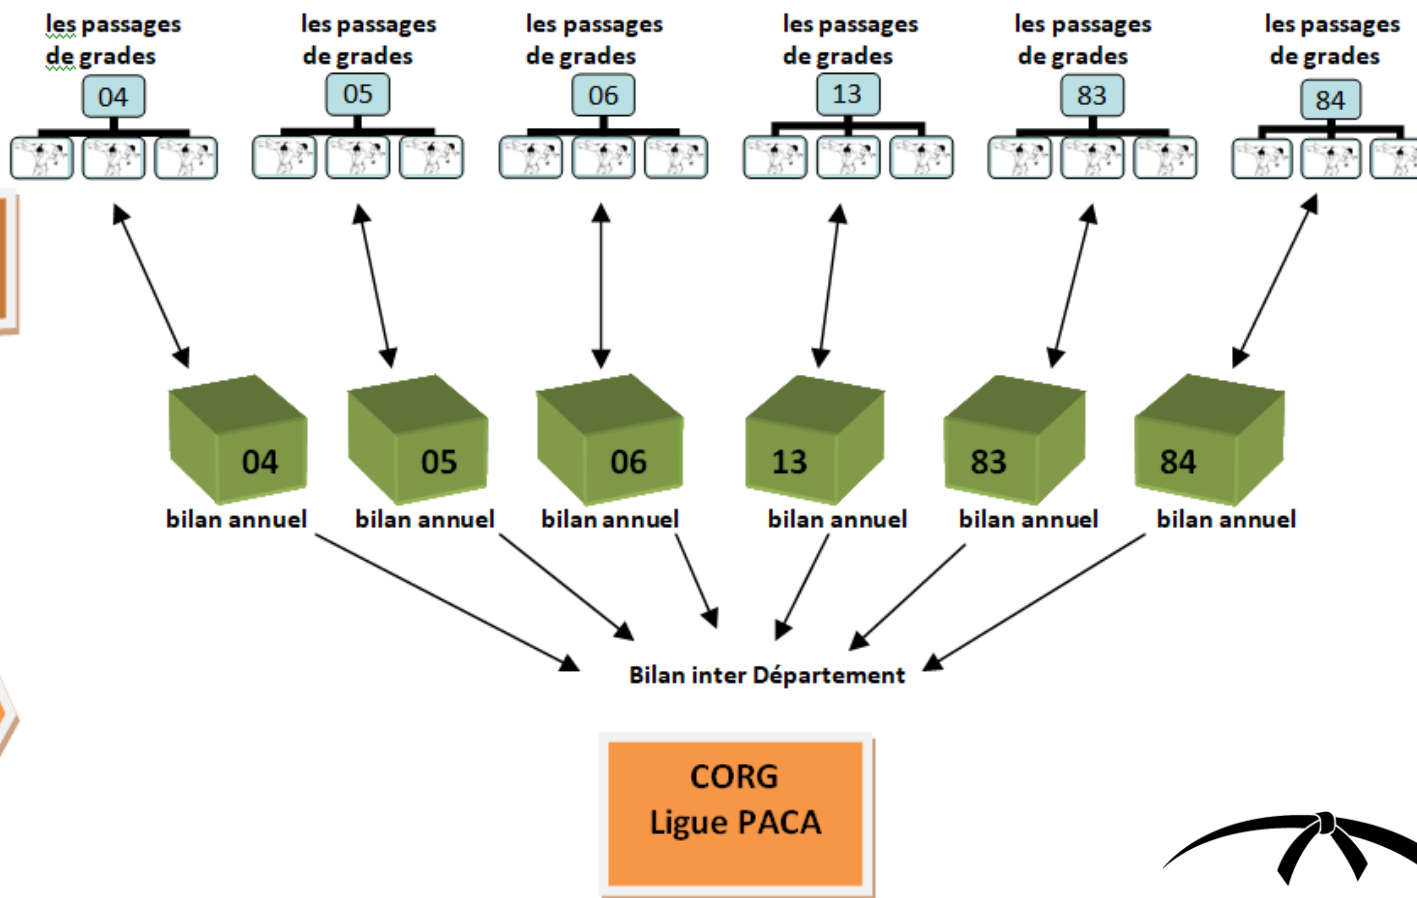 les passages
de grades
04
les passages
de grades
05
les passages
de grades
06
les passages
de grades
13
les passages
de grades
83
les passages
de grades
84
04
bilan annuel
05
bilan annuel
06
bilan annuel
13
bilan annuel
83
bilan annuel
84
bilan annuel
Bilan inter Département
CORG
Ligue PACA